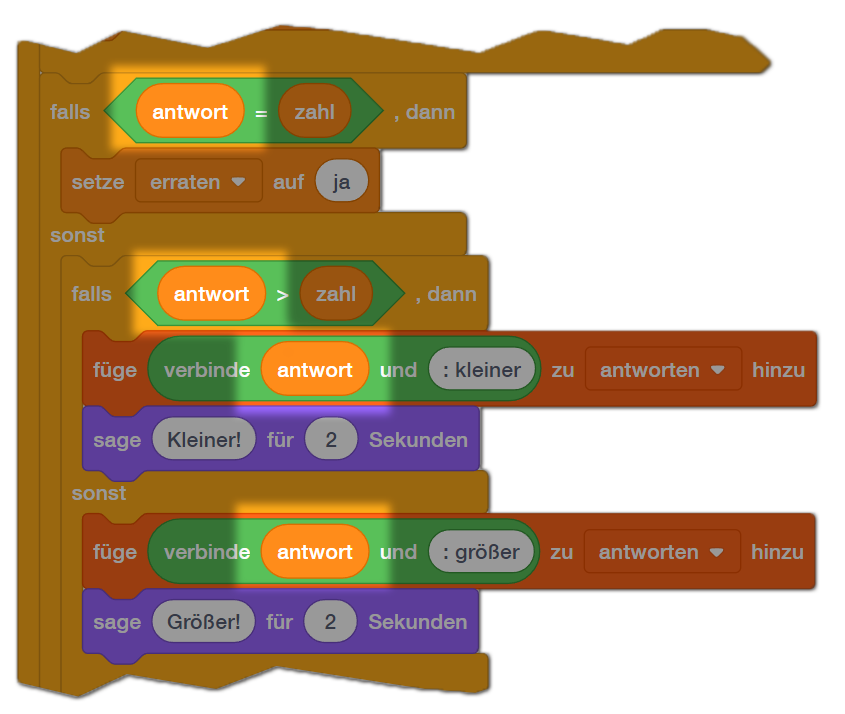 falls antwort = zahl , dann
setze erraten auf ja
sonst
falls antwort > zahl , dann
füge verbinde antwort und : kleiner zu antworten hinzu
sage Kleiner! für 2 Sekunden
sonst
füge verbinde antwort und : größer zu antworten hinzu
sage Größer! für 2 Sekunden